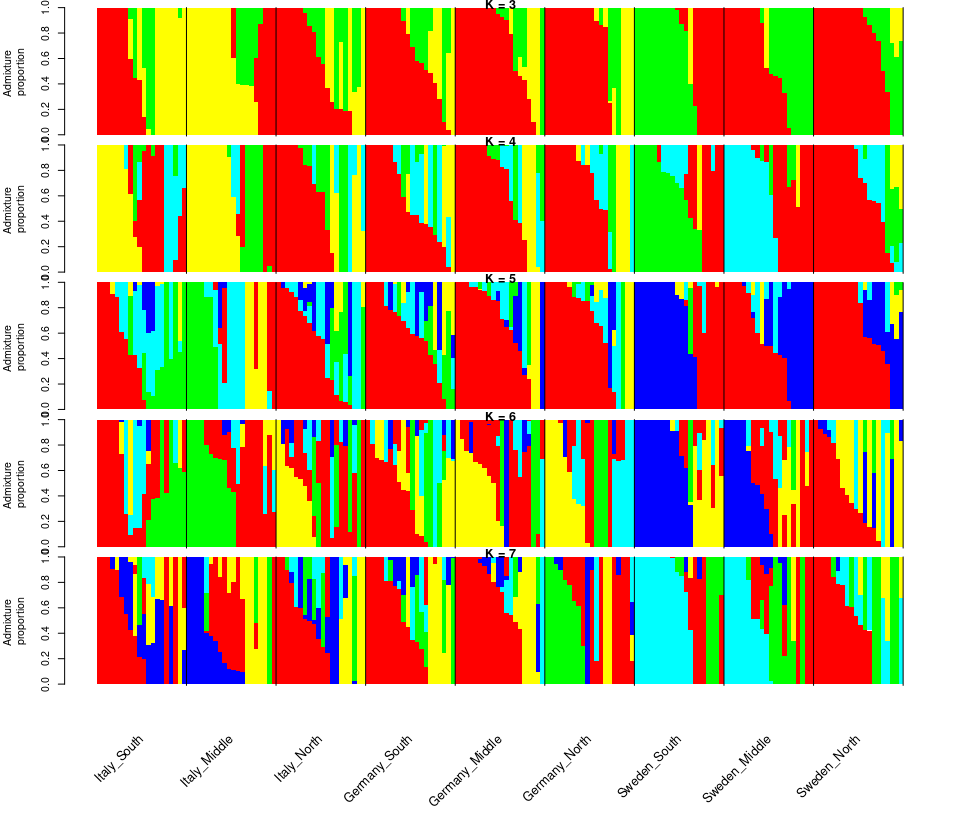 K = 3
Admixture
proportion
0.0 0.2 0.4 0.6 0.8 1.0
K = 4
Admixture
proportion
0.0 0.2 0.4 0.6 0.8 1.0
K = 5
Admixture
proportion
0.0 0.2 0.4 0.6 0.8 1.0
K = 6
Admixture
proportion
0.0 0.2 0.4 0.6 0.8 1.0
K = 7
Admixture
proportion
0.0 0.2 0.4 0.6 0.8 1.0
Italy_South Italy_Middle Italy_North Germany_South Germany_Middle Germany_North Sweden_South Sweden_Middle Sweden_North